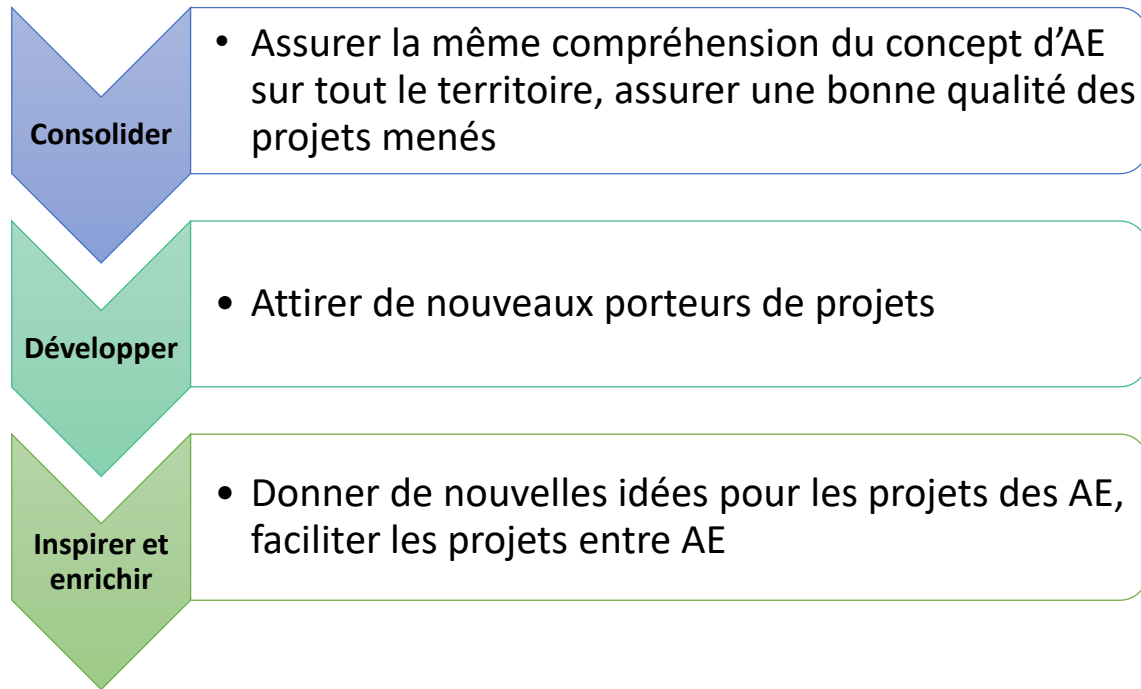 Consolider
• Assurer la même compréhension du concept d’AE
sur tout le territoire, assurer une bonne qualité des
projets menés
Développer
• Attirer de nouveaux porteurs de projets
Inspirer et
enrichir
• Donner de nouvelles idées pour les projets des AE,
faciliter les projets entre AE